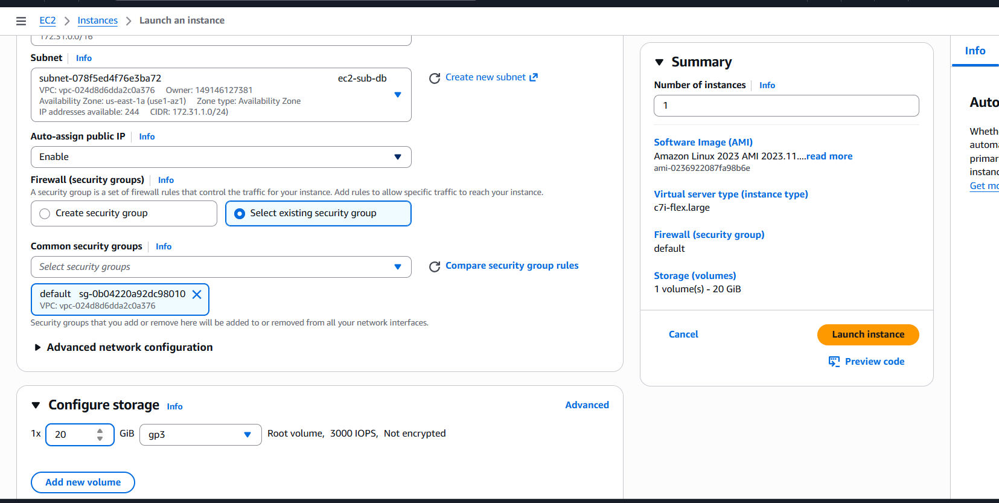 EC2 > Instances > Launch an instance
172.31.0.0/16
Subnet Info
subnet-078f5ed4f76e3ba72 ec2-sub-db
VPC: vpc-024d8d6dda2c0a376 Owner: 149146127381
Availability Zone: us-east-1a (use1-az1) Zone type: Availability Zone
IP addresses available: 244 CIDR: 172.31.1.0/24)
Create new subnet
Auto-assign public IP Info
Enable
Firewall (security groups) Info
A security group is a set of firewall rules that control the traffic for your instance. Add rules to allow specific traffic to reach your instance.
Create security group
Select existing security group
Common security groups Info
Select security groups
Compare security group rules
default sg-0b04220a92dc98010
VPC: vpc-024d8d6dda2c0a376
Security groups that you add or remove here will be added to or removed from all your network interfaces.
Advanced network configuration
Configure storage Info
Advanced
1x 20 GiB gp3 Root volume, 3000 IOPS, Not encrypted
Add new volume
Summary
Number of instances Info
1
Software Image (AMI)
Amazon Linux 2023 AMI 2023.11....read more
ami-0236922087fa98b6e
Virtual server type (instance type)
c7i-flex.large
Firewall (security group)
default
Storage (volumes)
1 volume(s) - 20 GiB
Cancel
Launch instance
Preview code
Info
Auto
Wheth
autom
primar
instanc
Get mo